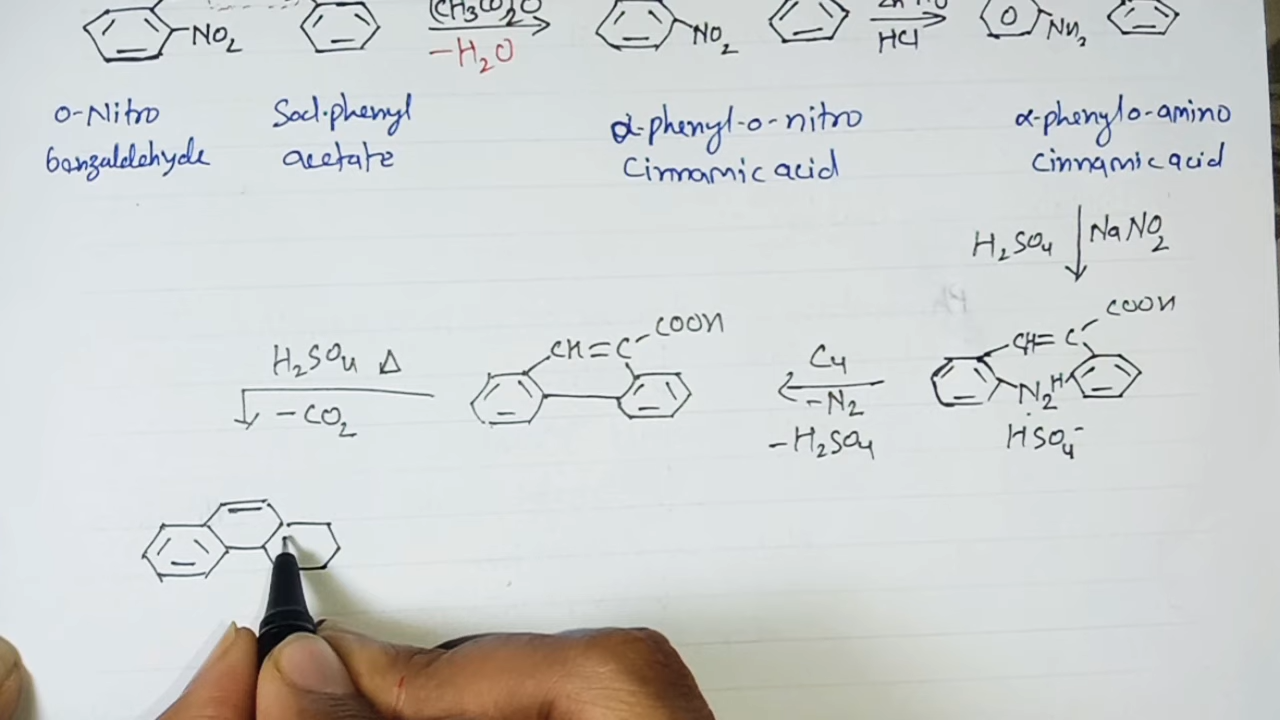 (CH3CO)2O
NO2
-H2O
NO2
HCl
NH2
O-Nitro
benzaldehyde
Sod.phenyl
acetate
α-phenyl-o-nitro
Cinnamic acid
α-phenylo-amino
Cinnamic acid
H2SO4 NaNO2
COOH
CH=C
N2 H
HSO4-
Cu
-N2
-H2SO4
COOH
CH=C
H2SO4 Δ
-CO2